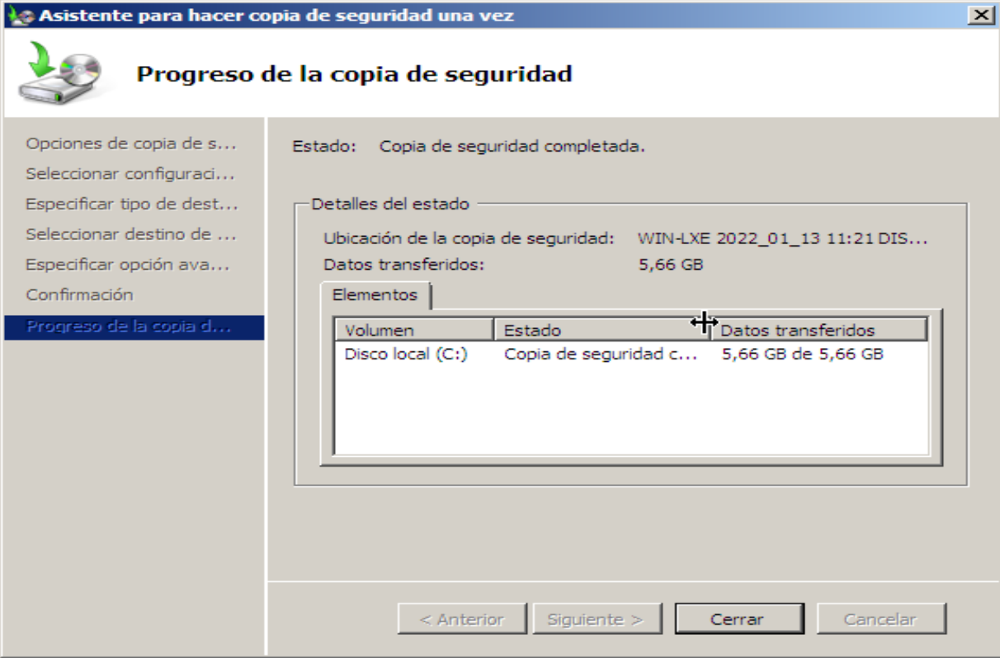 Asistente para hacer copia de seguridad una vez
Progreso de la copia de seguridad
Opciones de copia de s...
Seleccionar configuraci...
Especificar tipo de dest...
Seleccionar destino de ...
Especificar opción ava...
Confirmación
Progreso de la copia d...
Estado: Copia de seguridad completada.
Detalles del estado
Ubicación de la copia de seguridad: WIN-LXE 2022_01_13 11:21 DIS...
Datos transferidos: 5,66 GB
Elementos
Volumen Estado Datos transferidos
Disco local (C:) Copia de seguridad c... 5,66 GB de 5,66 GB
< Anterior Siguiente > Cerrar Cancelar